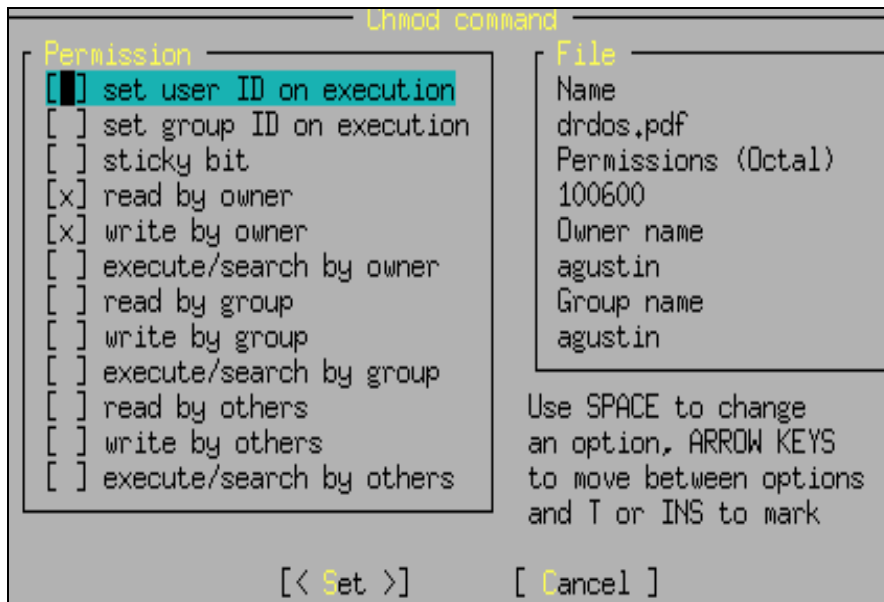 Chmod command
Permission
[ ] set user ID on execution
[ ] set group ID on execution
[ ] sticky bit
[x] read by owner
[x] write by owner
[ ] execute/search by owner
[ ] read by group
[ ] write by group
[ ] execute/search by group
[ ] read by others
[ ] write by others
[ ] execute/search by others
File
Name
drdos.pdf
Permissions (Octal)
100600
Owner name
agustin
Group name
agustin
Use SPACE to change
an option, ARROW KEYS
to move between options
and T or INS to mark
[< Set >] [ Cancel ]